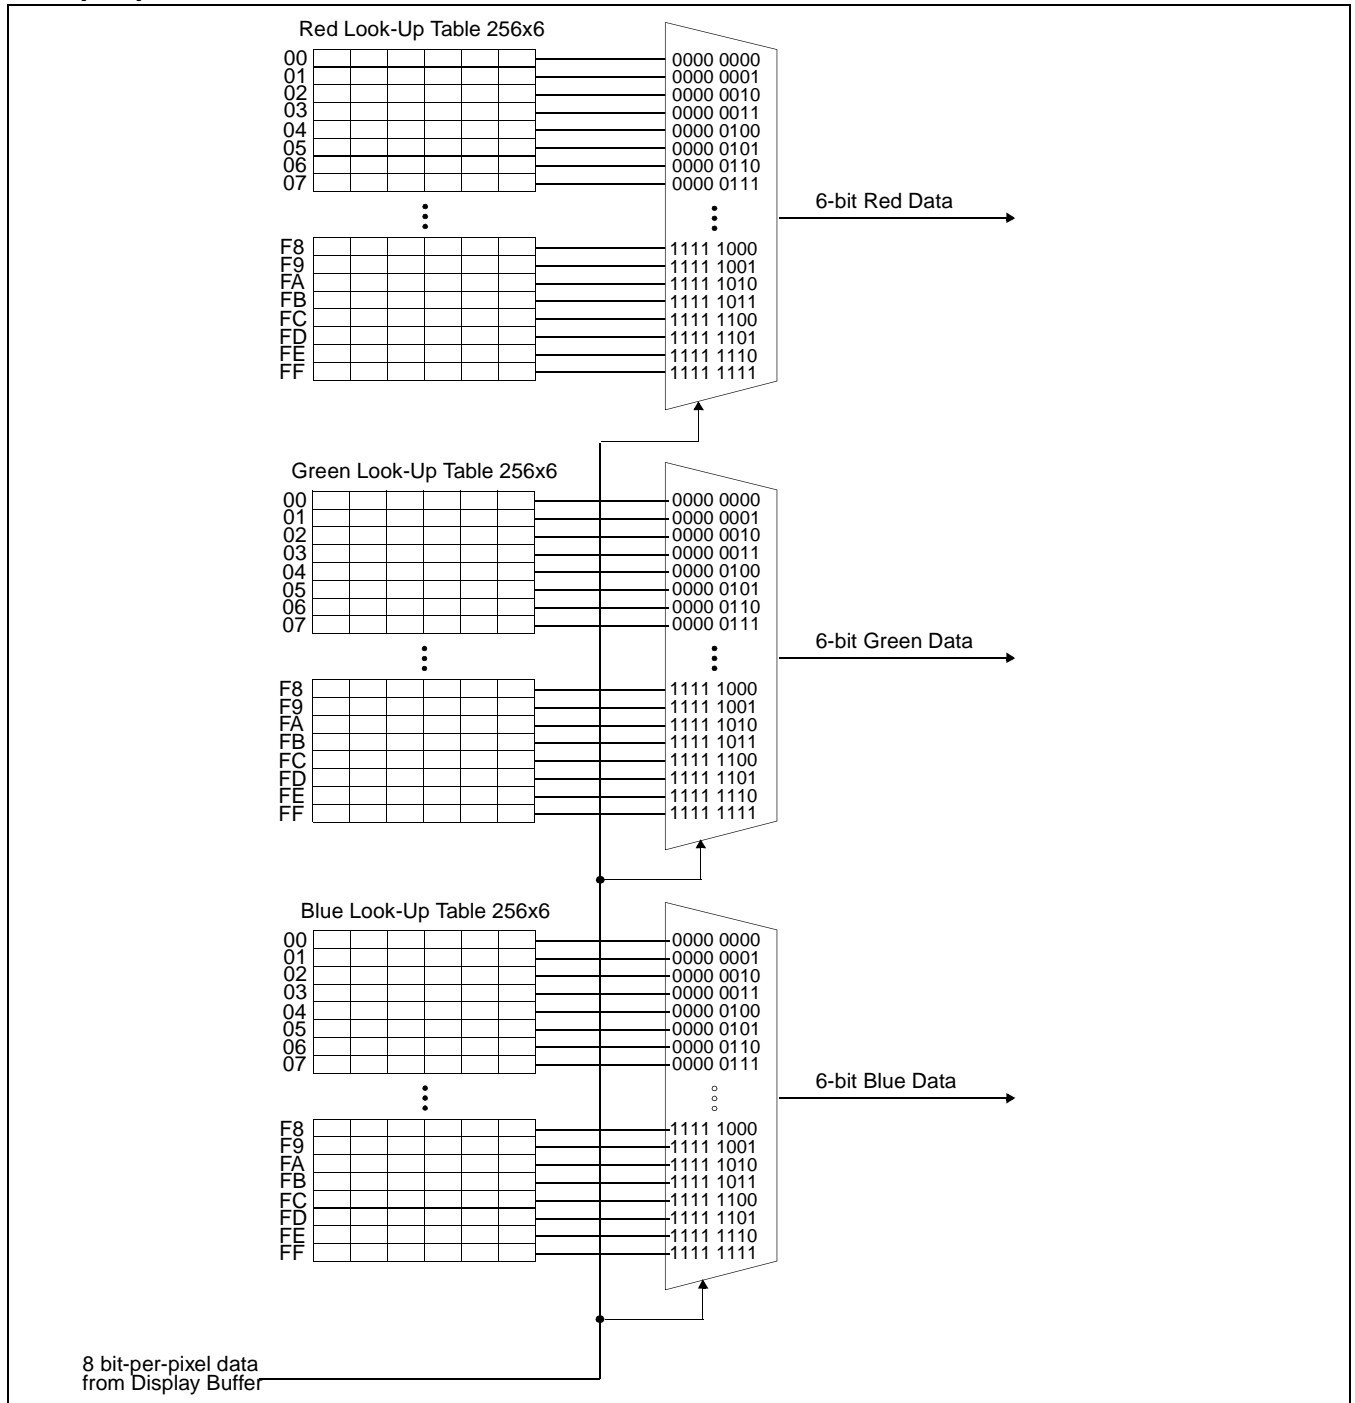 Red Look-Up Table 256x6
00 0000 0000
01 0000 0001
02 0000 0010
03 0000 0011
04 0000 0100
05 0000 0101
06 0000 0110
07 0000 0111
6-bit Red Data
F8 1111 1000
F9 1111 1001
FA 1111 1010
FB 1111 1011
FC 1111 1100
FD 1111 1101
FE 1111 1110
FF 1111 1111
Green Look-Up Table 256x6
00 0000 0000
01 0000 0001
02 0000 0010
03 0000 0011
04 0000 0100
05 0000 0101
06 0000 0110
07 0000 0111
6-bit Green Data
F8 1111 1000
F9 1111 1001
FA 1111 1010
FB 1111 1011
FC 1111 1100
FD 1111 1101
FE 1111 1110
FF 1111 1111
Blue Look-Up Table 256x6
00 0000 0000
01 0000 0001
02 0000 0010
03 0000 0011
04 0000 0100
05 0000 0101
06 0000 0110
07 0000 0111
6-bit Blue Data
F8 1111 1000
F9 1111 1001
FA 1111 1010
FB 1111 1011
FC 1111 1100
FD 1111 1101
FE 1111 1110
FF 1111 1111
8 bit-per-pixel data
from Display Buffer